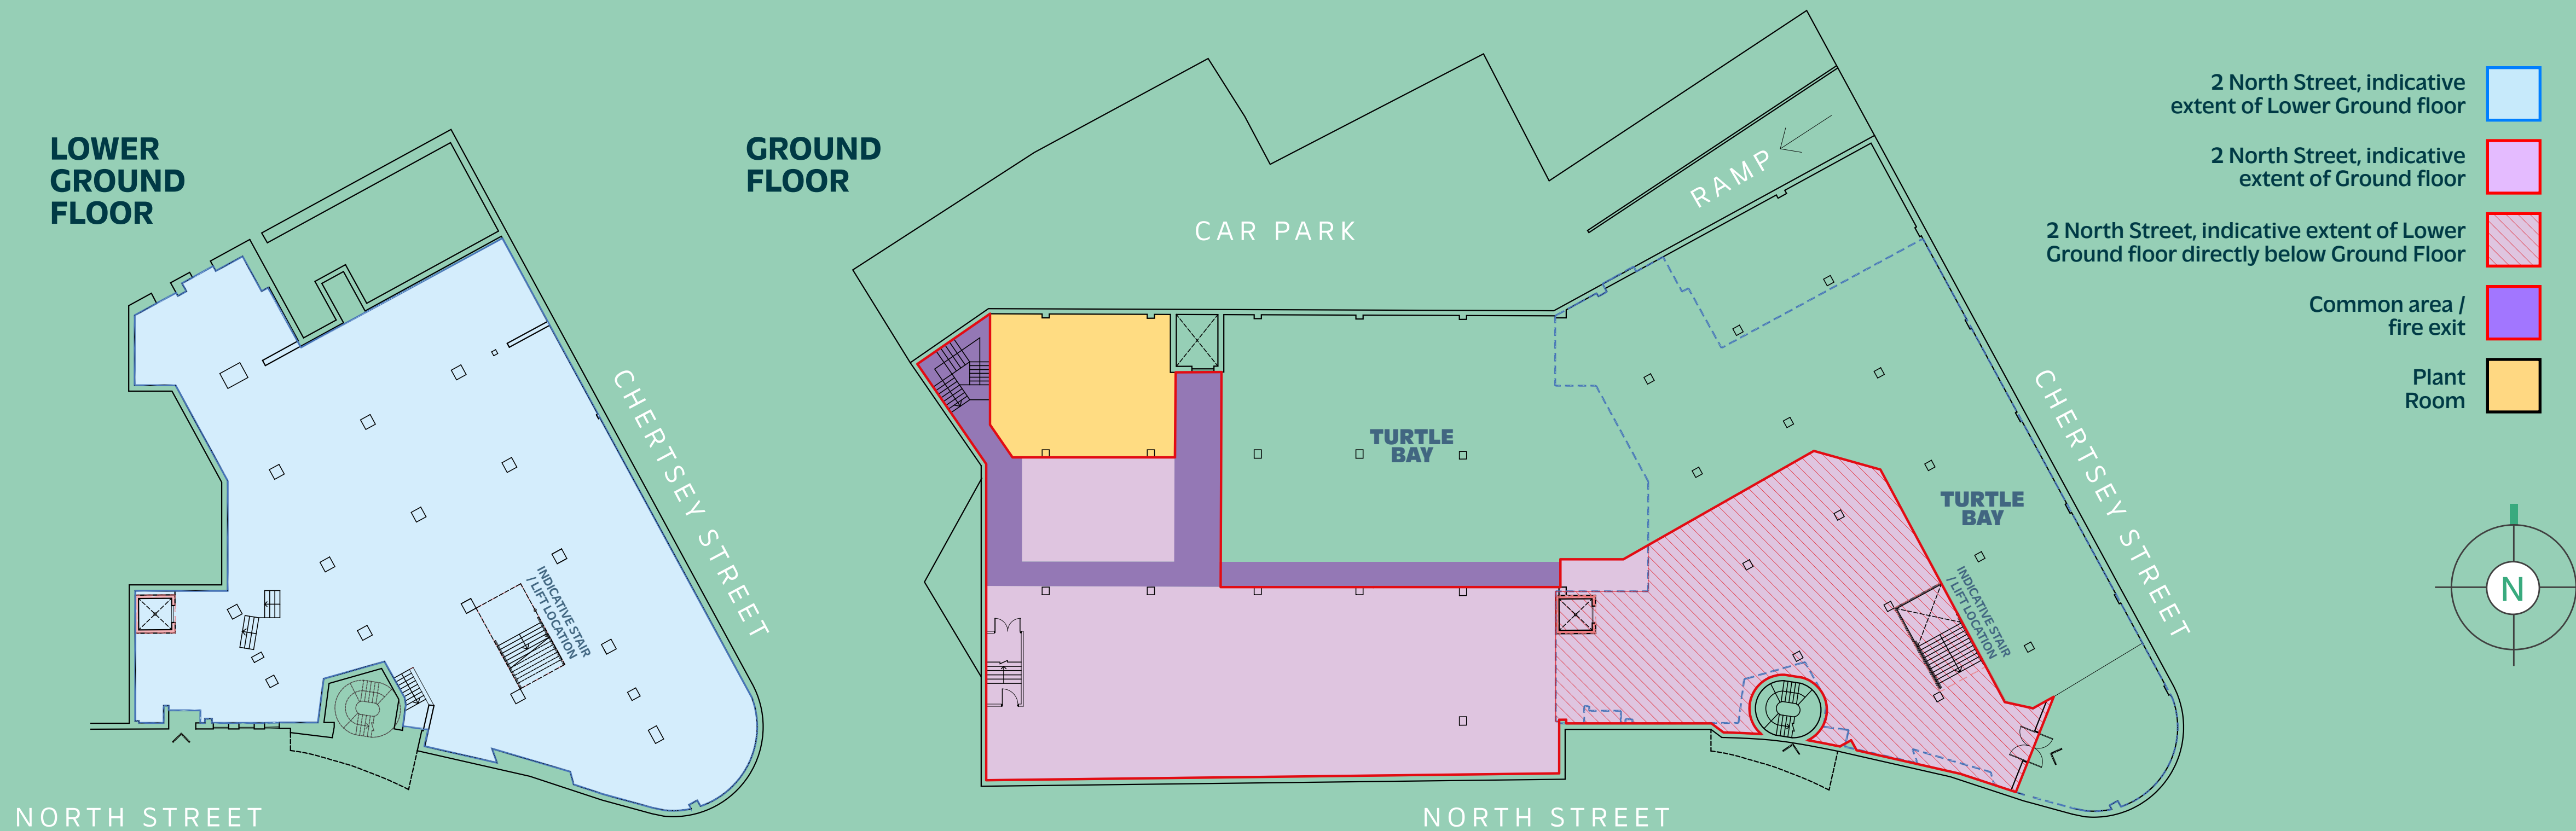 LOWER
GROUND
FLOOR
CHERTSEY STREET
INDICATIVE STAIR
/ LIFT LOCATION
NORTH STREET
GROUND
FLOOR
CAR PARK
RAMP
TURTLE
BAY
TURTLE
BAY
CHERTSEY STREET
INDICATIVE STAIR
/ LIFT LOCATION
NORTH STREET
2 North Street, indicative
extent of Lower Ground floor
2 North Street, indicative
extent of Ground floor
2 North Street, indicative extent of Lower
Ground floor directly below Ground Floor
Common area /
fire exit
Plant
Room
N